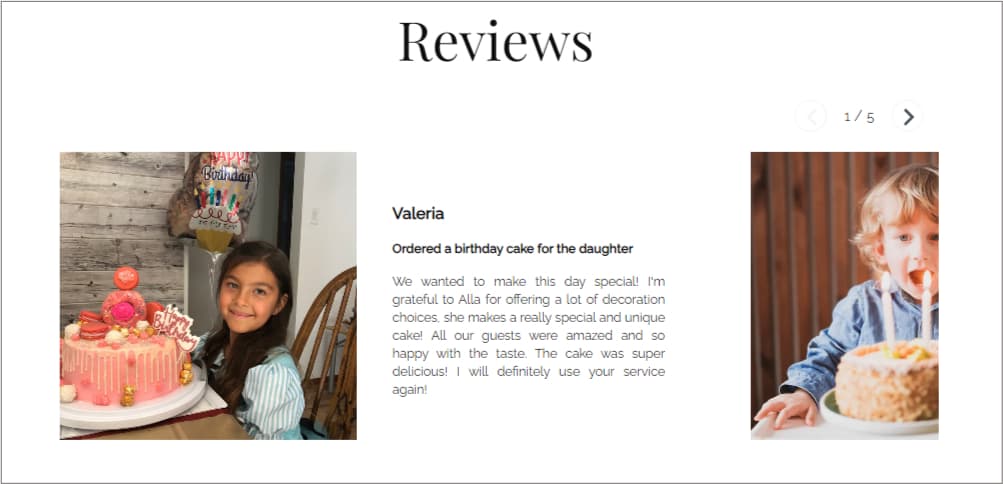 Reviews
1 / 5
HAPPY
Birthday!
Happy
Birthday
Valeria
Ordered a birthday cake for the daughter
We wanted to make this day special! I'm
grateful to Alla for offering a lot of decoration
choices, she makes a really special and unique
cake! All our guests were amazed and so
happy with the taste. The cake was super
delicious! I will definitely use your service
again!